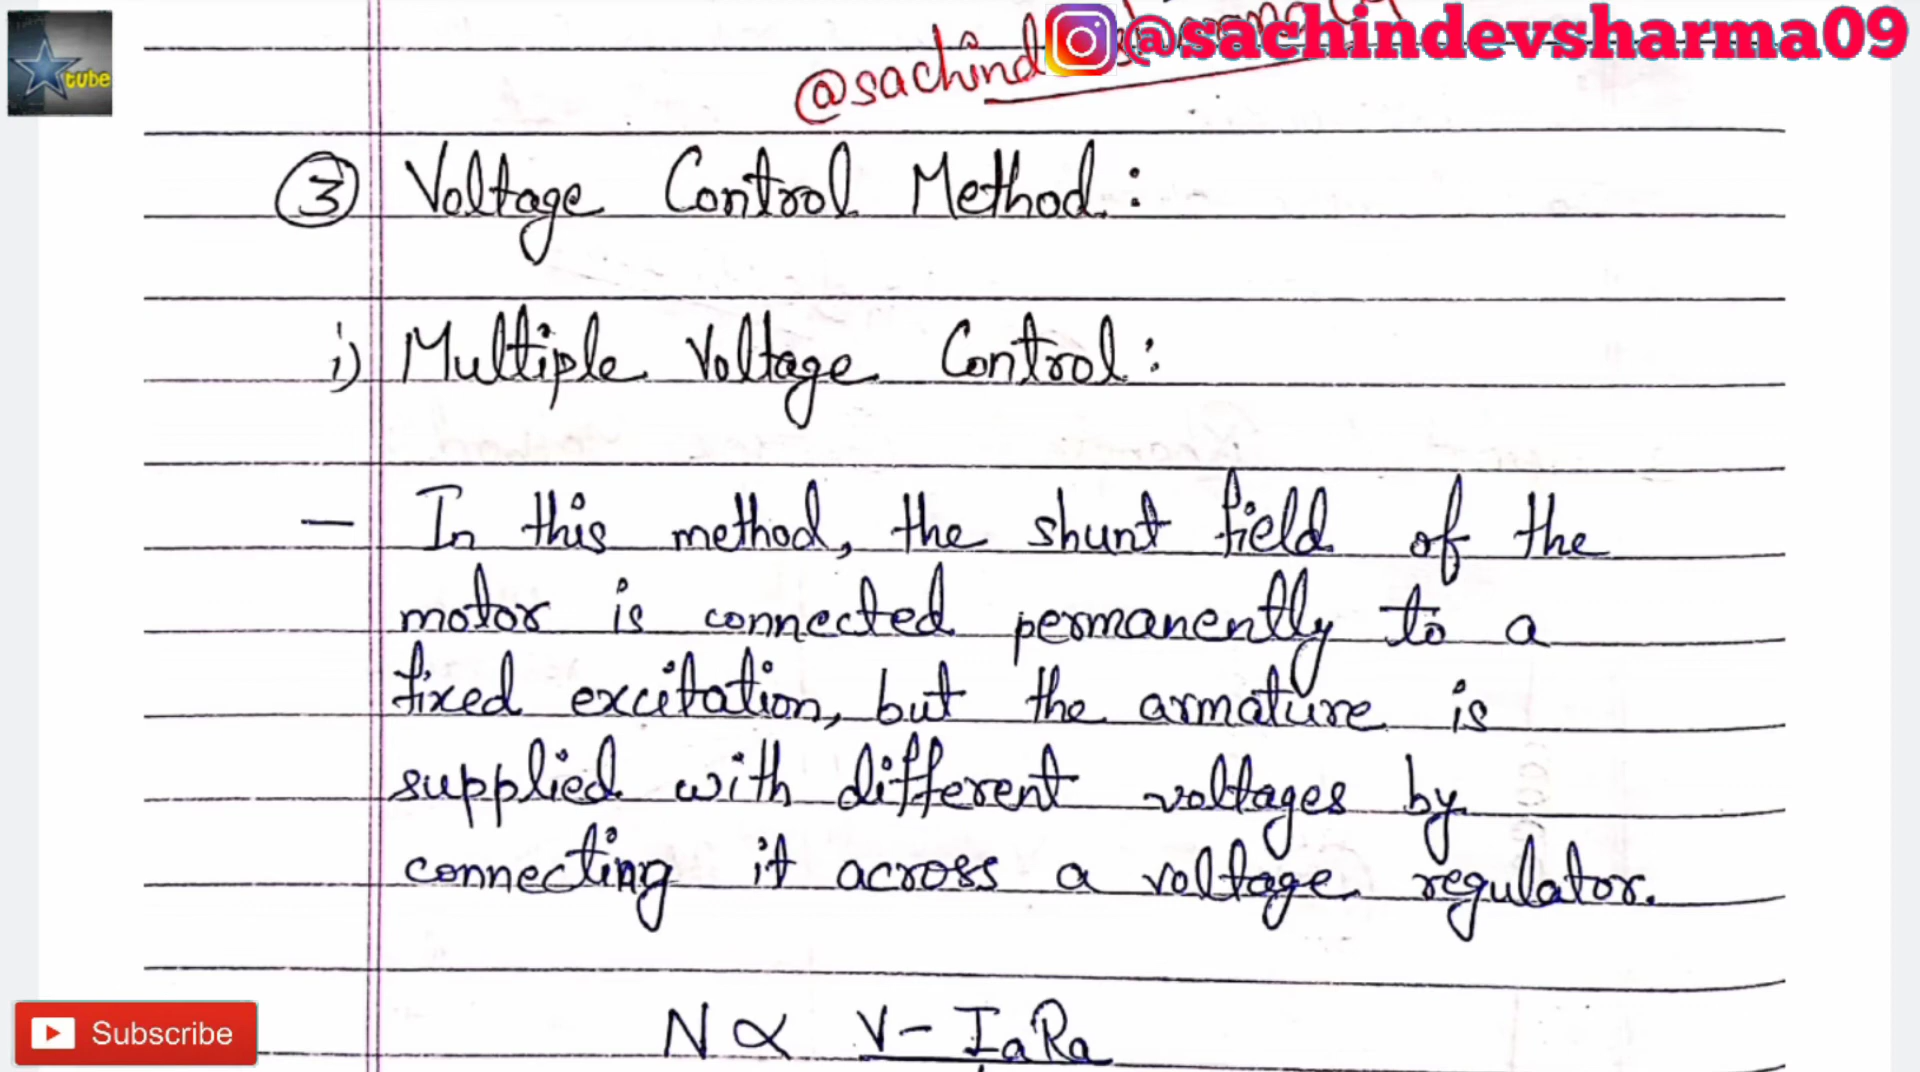 @sachindevsharma09
tube
@sachind
③ Voltage Control Method:
i) Multiple Voltage Control:
— In this method, the shunt field of the
motor is connected permanently to a
fixed excitation, but the armature is
supplied with different voltages by
connecting it across a voltage regulator.
N ∝ V - IaRa
Subscribe